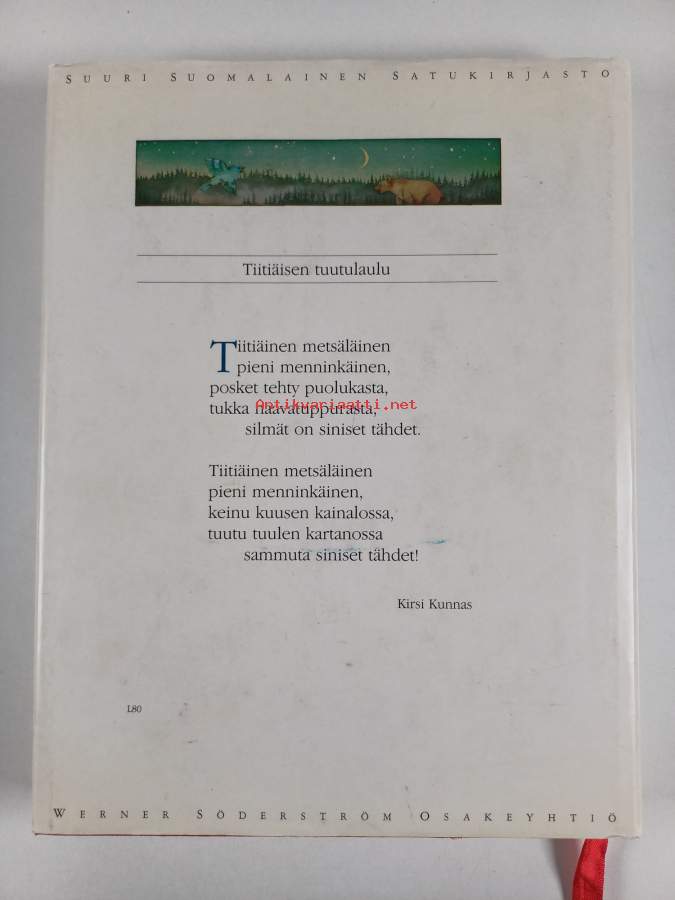 SUURI SUOMALAINEN SATUKIRJASTO
Tiitiäisen tuutulaulu
Tiitiäinen metsäläinen
pieni menninkäinen,
posket tehty puolukasta,
tukka haavatuppurasta,
Antikvariaatti.net
silmät on siniset tähdet.
Tiitiäinen metsäläinen
pieni menninkäinen,
keinu kuusen kainalossa,
tuutu tuulen kartanossa
sammuta siniset tähdet!
Kirsi Kunnas
L80
WERNER SÖDERSTRÖM OSAKEYHTIÖ